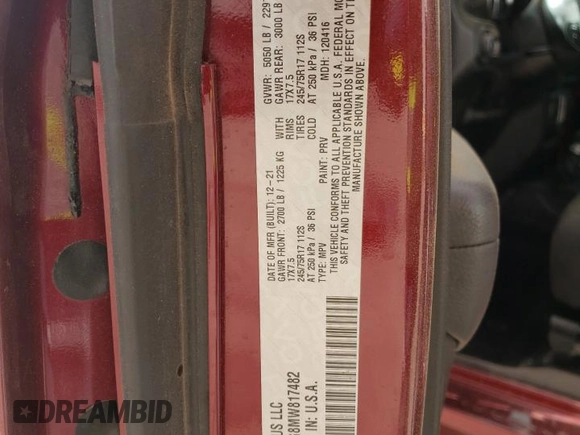 US LLC
DATE OF MFR (BUILT): 12-21 GVWR: 5050 LB / 229
GAWR FRONT: 2700 LB / 1225 KG WITH GAWR REAR: 3000 LB
17X7.5 RIMS 17X7.5
245/75R17 112S TIRES 245/75R17 112S
AT 250 kPa / 36 PSI COLD AT 250 kPa / 36 PSI
TYPE: MPV PAINT: PRV MDH: 120416
THIS VEHICLE CONFORMS TO ALL APPLICABLE U.S.A. FEDERAL MO
SAFETY AND THEFT PREVENTION STANDARDS IN EFFECT ON T
MANUFACTURE SHOWN ABOVE.
8MW817482
IN: U.S.A.
DREAMBID